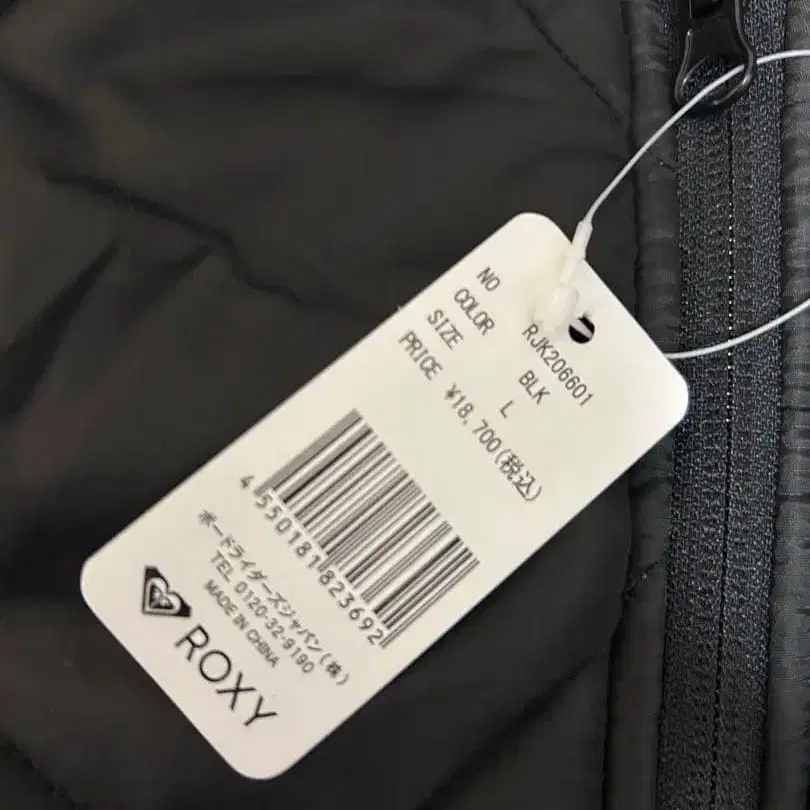 NO RJK206601
COLOR BLK
SIZE L
PRICE ¥18,700(税込)
4 550181 823692
ボードライダーズジャパン(株)
TEL 0120-32-9190
MADE IN CHINA
ROXY